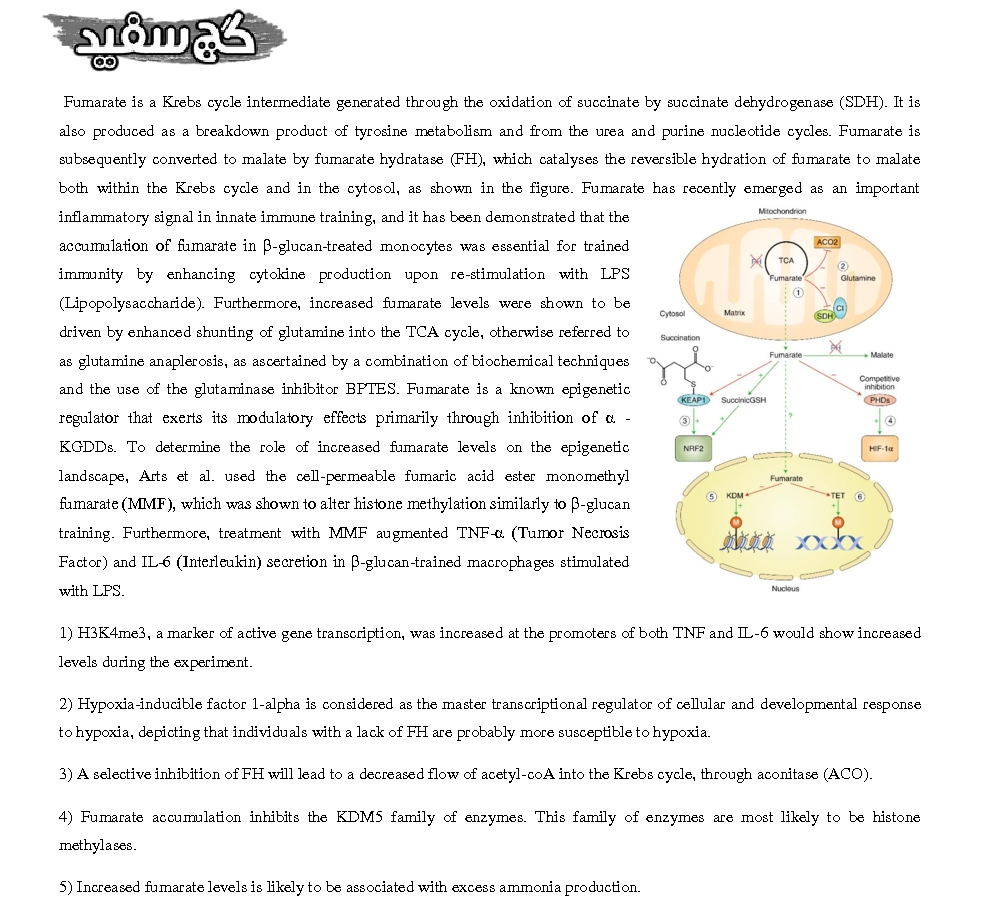 گچ سفید
Fumarate is a Krebs cycle intermediate generated through the oxidation of succinate by succinate dehydrogenase (SDH). It is
also produced as a breakdown product of tyrosine metabolism and from the urea and purine nucleotide cycles. Fumarate is
subsequently converted to malate by fumarate hydratase (FH), which catalyses the reversible hydration of fumarate to malate
both within the Krebs cycle and in the cytosol, as shown in the figure. Fumarate has recently emerged as an important
inflammatory signal in innate immune training, and it has been demonstrated that the
accumulation of fumarate in β-glucan-treated monocytes was essential for trained
immunity by enhancing cytokine production upon re-stimulation with LPS
(Lipopolysaccharide). Furthermore, increased fumarate levels were shown to be
driven by enhanced shunting of glutamine into the TCA cycle, otherwise referred to
as glutamine anaplerosis, as ascertained by a combination of biochemical techniques
and the use of the glutaminase inhibitor BPTES. Fumarate is a known epigenetic
regulator that exerts its modulatory effects primarily through inhibition of α -
KGDDs. To determine the role of increased fumarate levels on the epigenetic
landscape, Arts et al. used the cell-permeable fumaric acid ester monomethyl
fumarate (MMF), which was shown to alter histone methylation similarly to β-glucan
training. Furthermore, treatment with MMF augmented TNF-α (Tumor Necrosis
Factor) and IL-6 (Interleukin) secretion in β-glucan-trained macrophages stimulated
with LPS.
Mitochondrion
ACO2
TCA
Fumarate
2
Glutamine
1
CI
SDH
Cytosol
Matrix
Succination
O
⁻O
O⁻
O
S
Fumarate
FH
Malate
Competitive
inhibition
KEAP1
SuccinicGSH
PHDs
3
+
?
+
4
NRF2
HIF-1α
Fumarate
5
KDM
TET
6
+
+
M
M
Nucleus
1) H3K4me3, a marker of active gene transcription, was increased at the promoters of both TNF and IL-6 would show increased
levels during the experiment.
2) Hypoxia-inducible factor 1-alpha is considered as the master transcriptional regulator of cellular and developmental response
to hypoxia, depicting that individuals with a lack of FH are probably more susceptible to hypoxia.
3) A selective inhibition of FH will lead to a decreased flow of acetyl-coA into the Krebs cycle, through aconitase (ACO).
4) Fumarate accumulation inhibits the KDM5 family of enzymes. This family of enzymes are most likely to be histone
methylases.
5) Increased fumarate levels is likely to be associated with excess ammonia production.